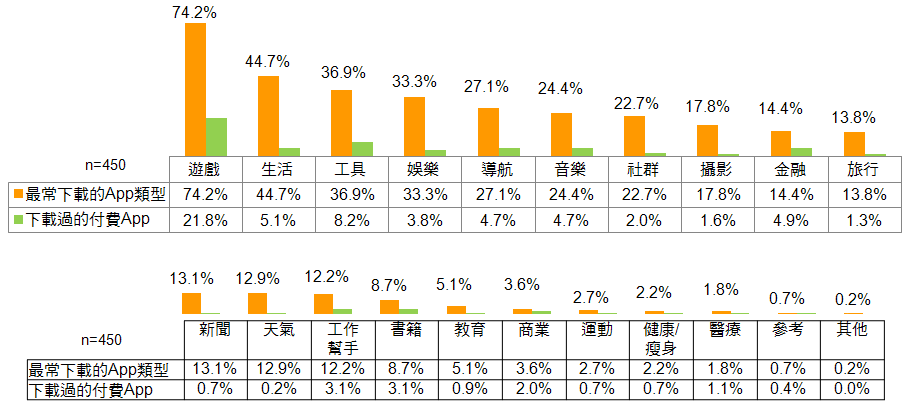 74.2% 44.7% 36.9% 33.3% 27.1% 24.4% 22.7% 17.8% 14.4% 13.8%
n=450 遊戲 生活 工具 娛樂 導航 音樂 社群 攝影 金融 旅行
最常下載的App類型 74.2% 44.7% 36.9% 33.3% 27.1% 24.4% 22.7% 17.8% 14.4% 13.8%
下載過的付費App 21.8% 5.1% 8.2% 3.8% 4.7% 4.7% 2.0% 1.6% 4.9% 1.3%
13.1% 12.9% 12.2% 8.7% 5.1% 3.6% 2.7% 2.2% 1.8% 0.7% 0.2%
n=450 新聞 天氣 工作 書籍 教育 商業 運動 健康/ 醫療 參考 其他
幫手 瘦身
最常下載的App類型 13.1% 12.9% 12.2% 8.7% 5.1% 3.6% 2.7% 2.2% 1.8% 0.7% 0.2%
下載過的付費App 0.7% 0.2% 3.1% 3.1% 0.9% 2.0% 0.7% 0.7% 1.1% 0.4% 0.0%